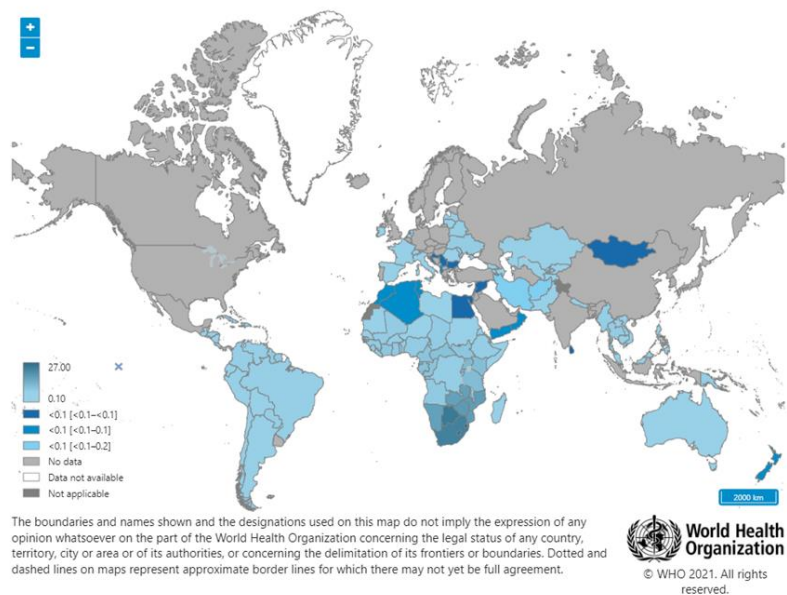 +
−
27.00
0.10
<0.1 [<0.1–<0.1]
<0.1 [<0.1–0.1]
<0.1 [<0.1–0.2]
No data
Data not available
Not applicable
2000 km
The boundaries and names shown and the designations used on this map do not imply the expression of any
opinion whatsoever on the part of the World Health Organization concerning the legal status of any country,
territory, city or area or of its authorities, or concerning the delimitation of its frontiers or boundaries. Dotted and
dashed lines on maps represent approximate border lines for which there may not yet be full agreement.
World Health
Organization
© WHO 2021. All rights
reserved.